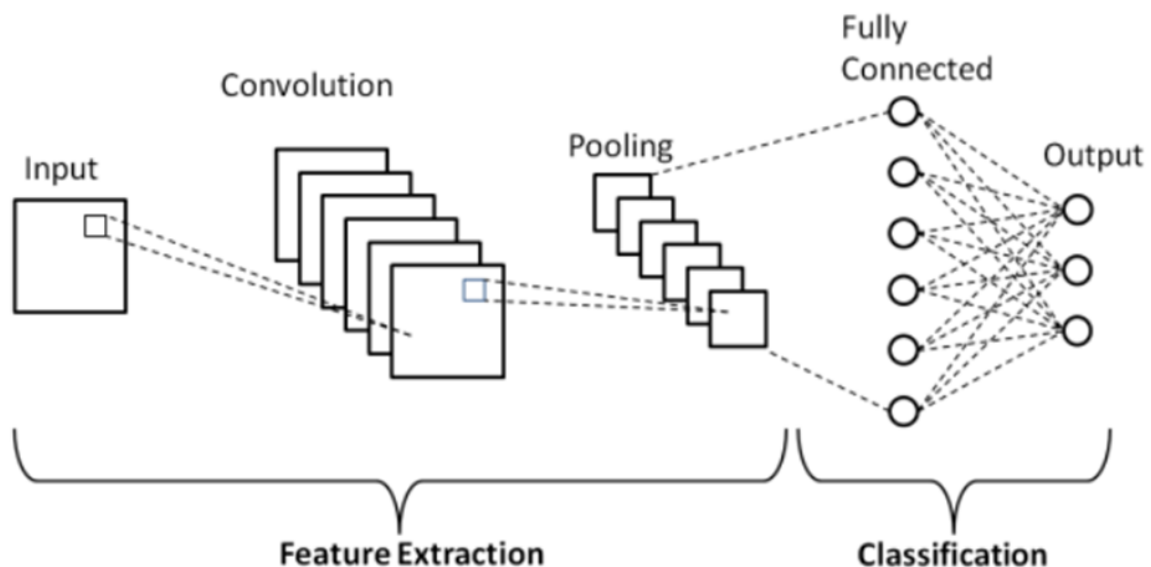 Input
Convolution
Pooling
Fully
Connected
Output
Feature Extraction
Classification